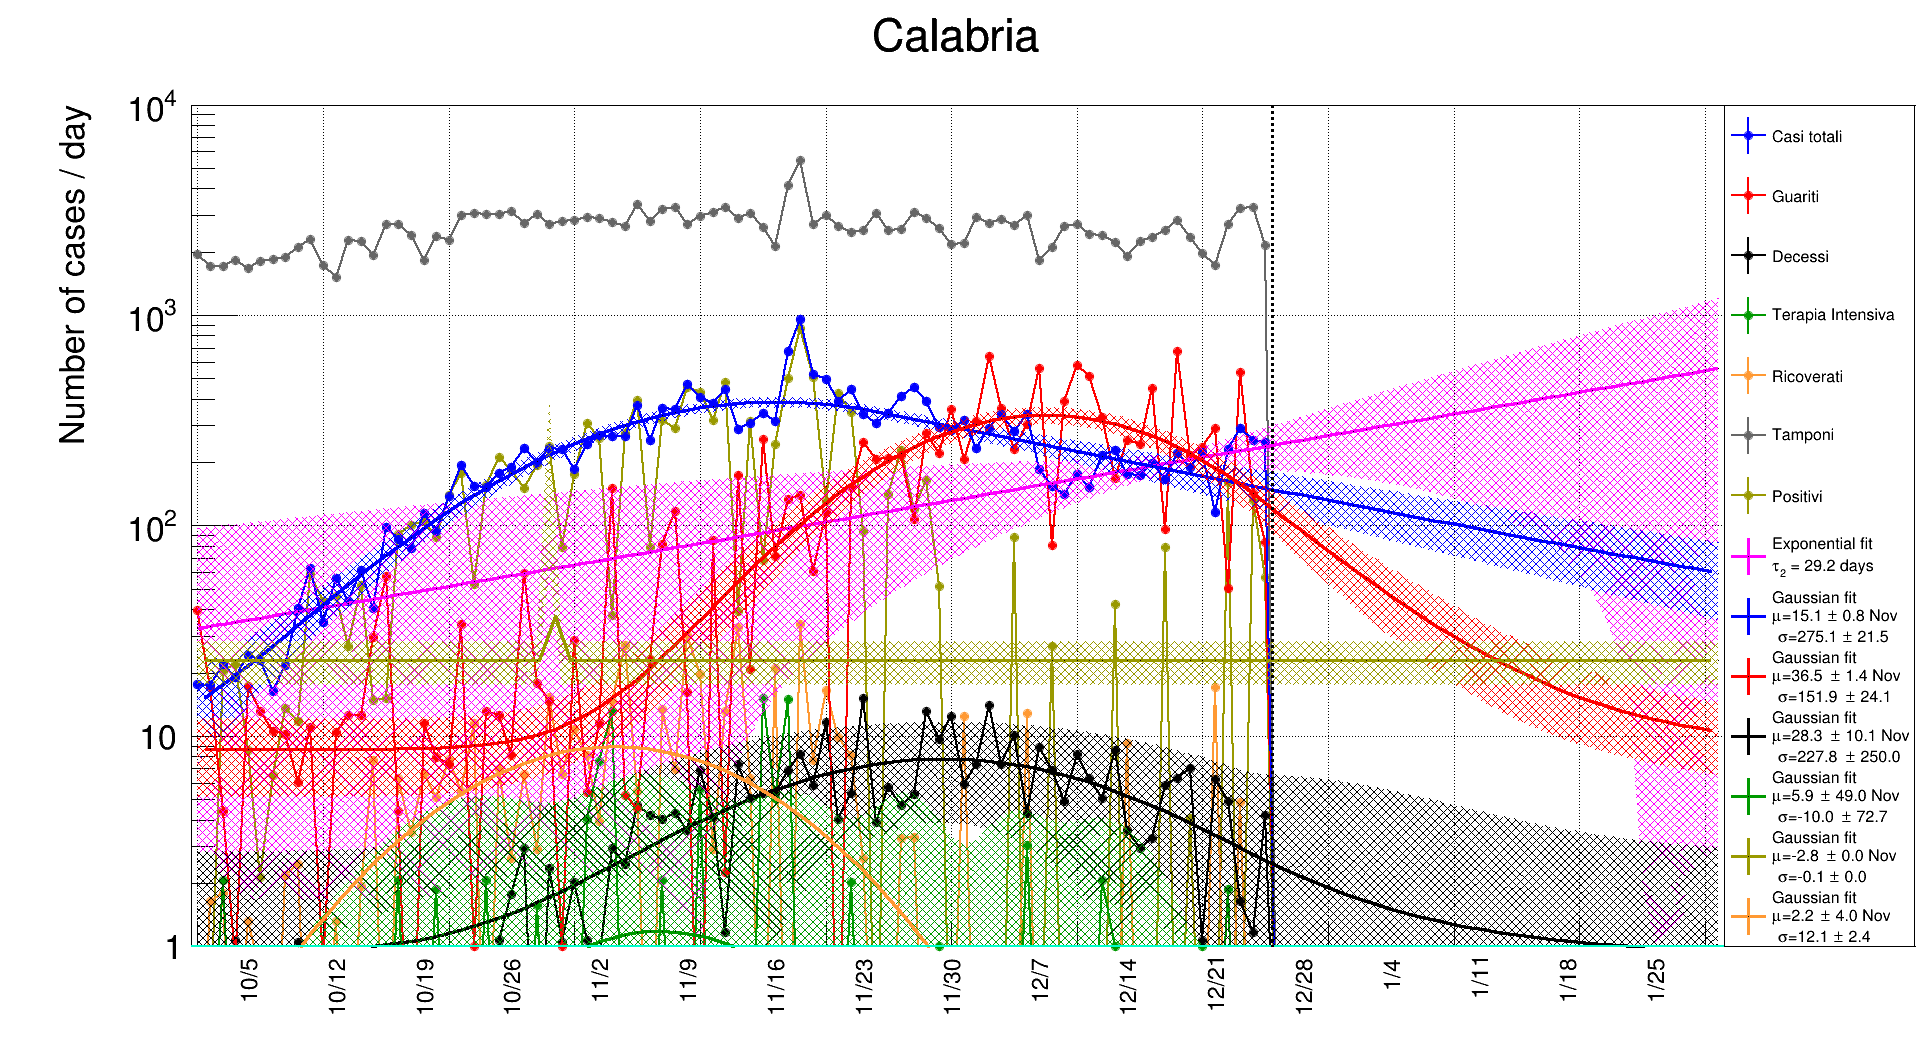 Calabria
Number of cases / day
10^4
10^3
10^2
10
1
10/5
10/12
10/19
10/26
11/2
11/9
11/16
11/23
11/30
12/7
12/14
12/21
12/28
1/4
1/11
1/18
1/25
Casi totali
Guariti
Decessi
Terapia Intensiva
Ricoverati
Tamponi
Positivi
Exponential fit
τ2 = 29.2 days
Gaussian fit
μ=15.1 ± 0.8 Nov
σ=275.1 ± 21.5
Gaussian fit
μ=36.5 ± 1.4 Nov
σ=151.9 ± 24.1
Gaussian fit
μ=28.3 ± 10.1 Nov
σ=227.8 ± 250.0
Gaussian fit
μ=5.9 ± 49.0 Nov
σ=-10.0 ± 72.7
Gaussian fit
μ=-2.8 ± 0.0 Nov
σ=-0.1 ± 0.0
Gaussian fit
μ=2.2 ± 4.0 Nov
σ=12.1 ± 2.4